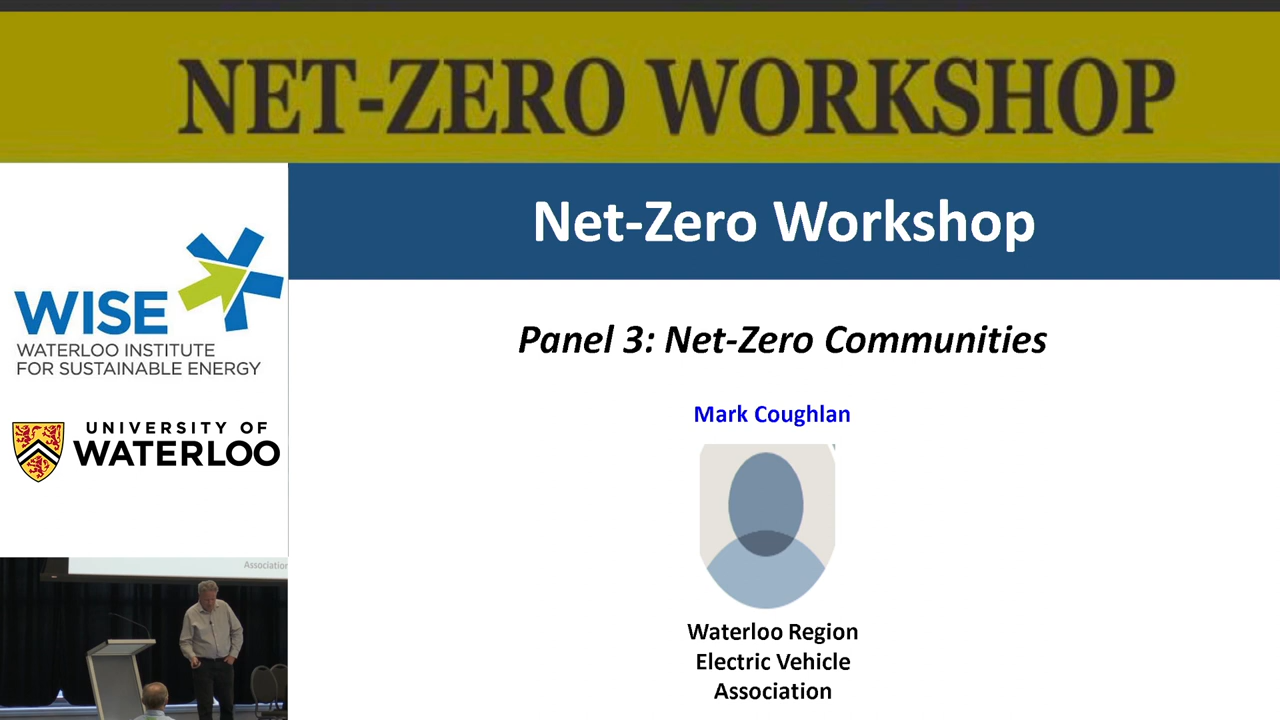 NET-ZERO WORKSHOP
Net-Zero Workshop
WISE
WATERLOO INSTITUTE
FOR SUSTAINABLE ENERGY
UNIVERSITY OF
WATERLOO
Panel 3: Net-Zero Communities
Mark Coughlan
Waterloo Region
Electric Vehicle
Association
Association